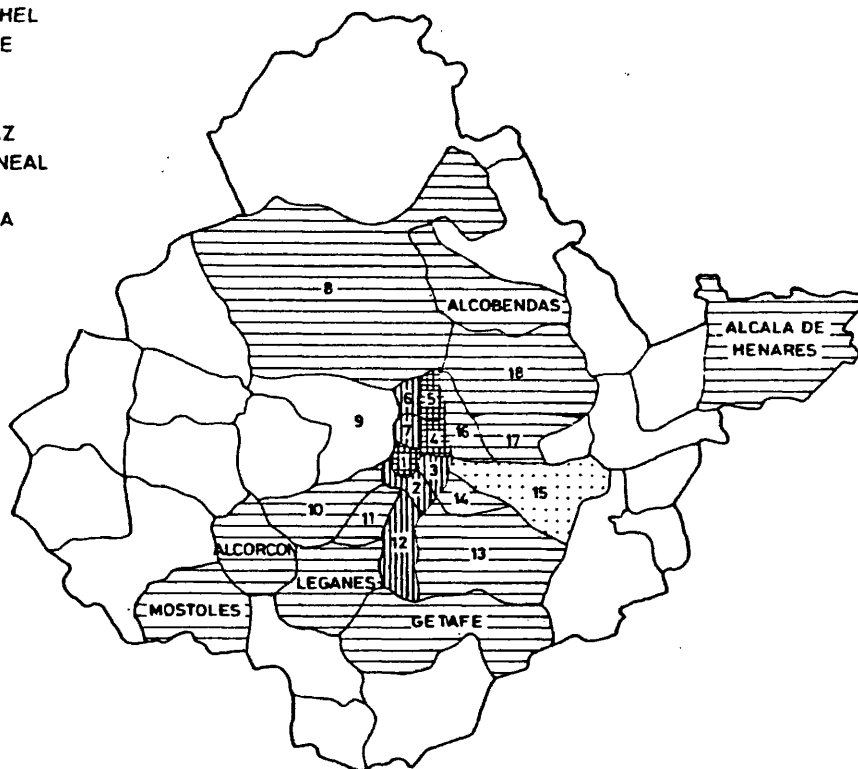 HEL
E
Z
NEAL
A
8
ALCOBENDAS
ALCALA DE
HENARES
18
6
5
9
7
4
16
17
1
3
2
14
15
10
11
12
13
ALCORCON
LEGANES
MOSTOLES
GETAFE